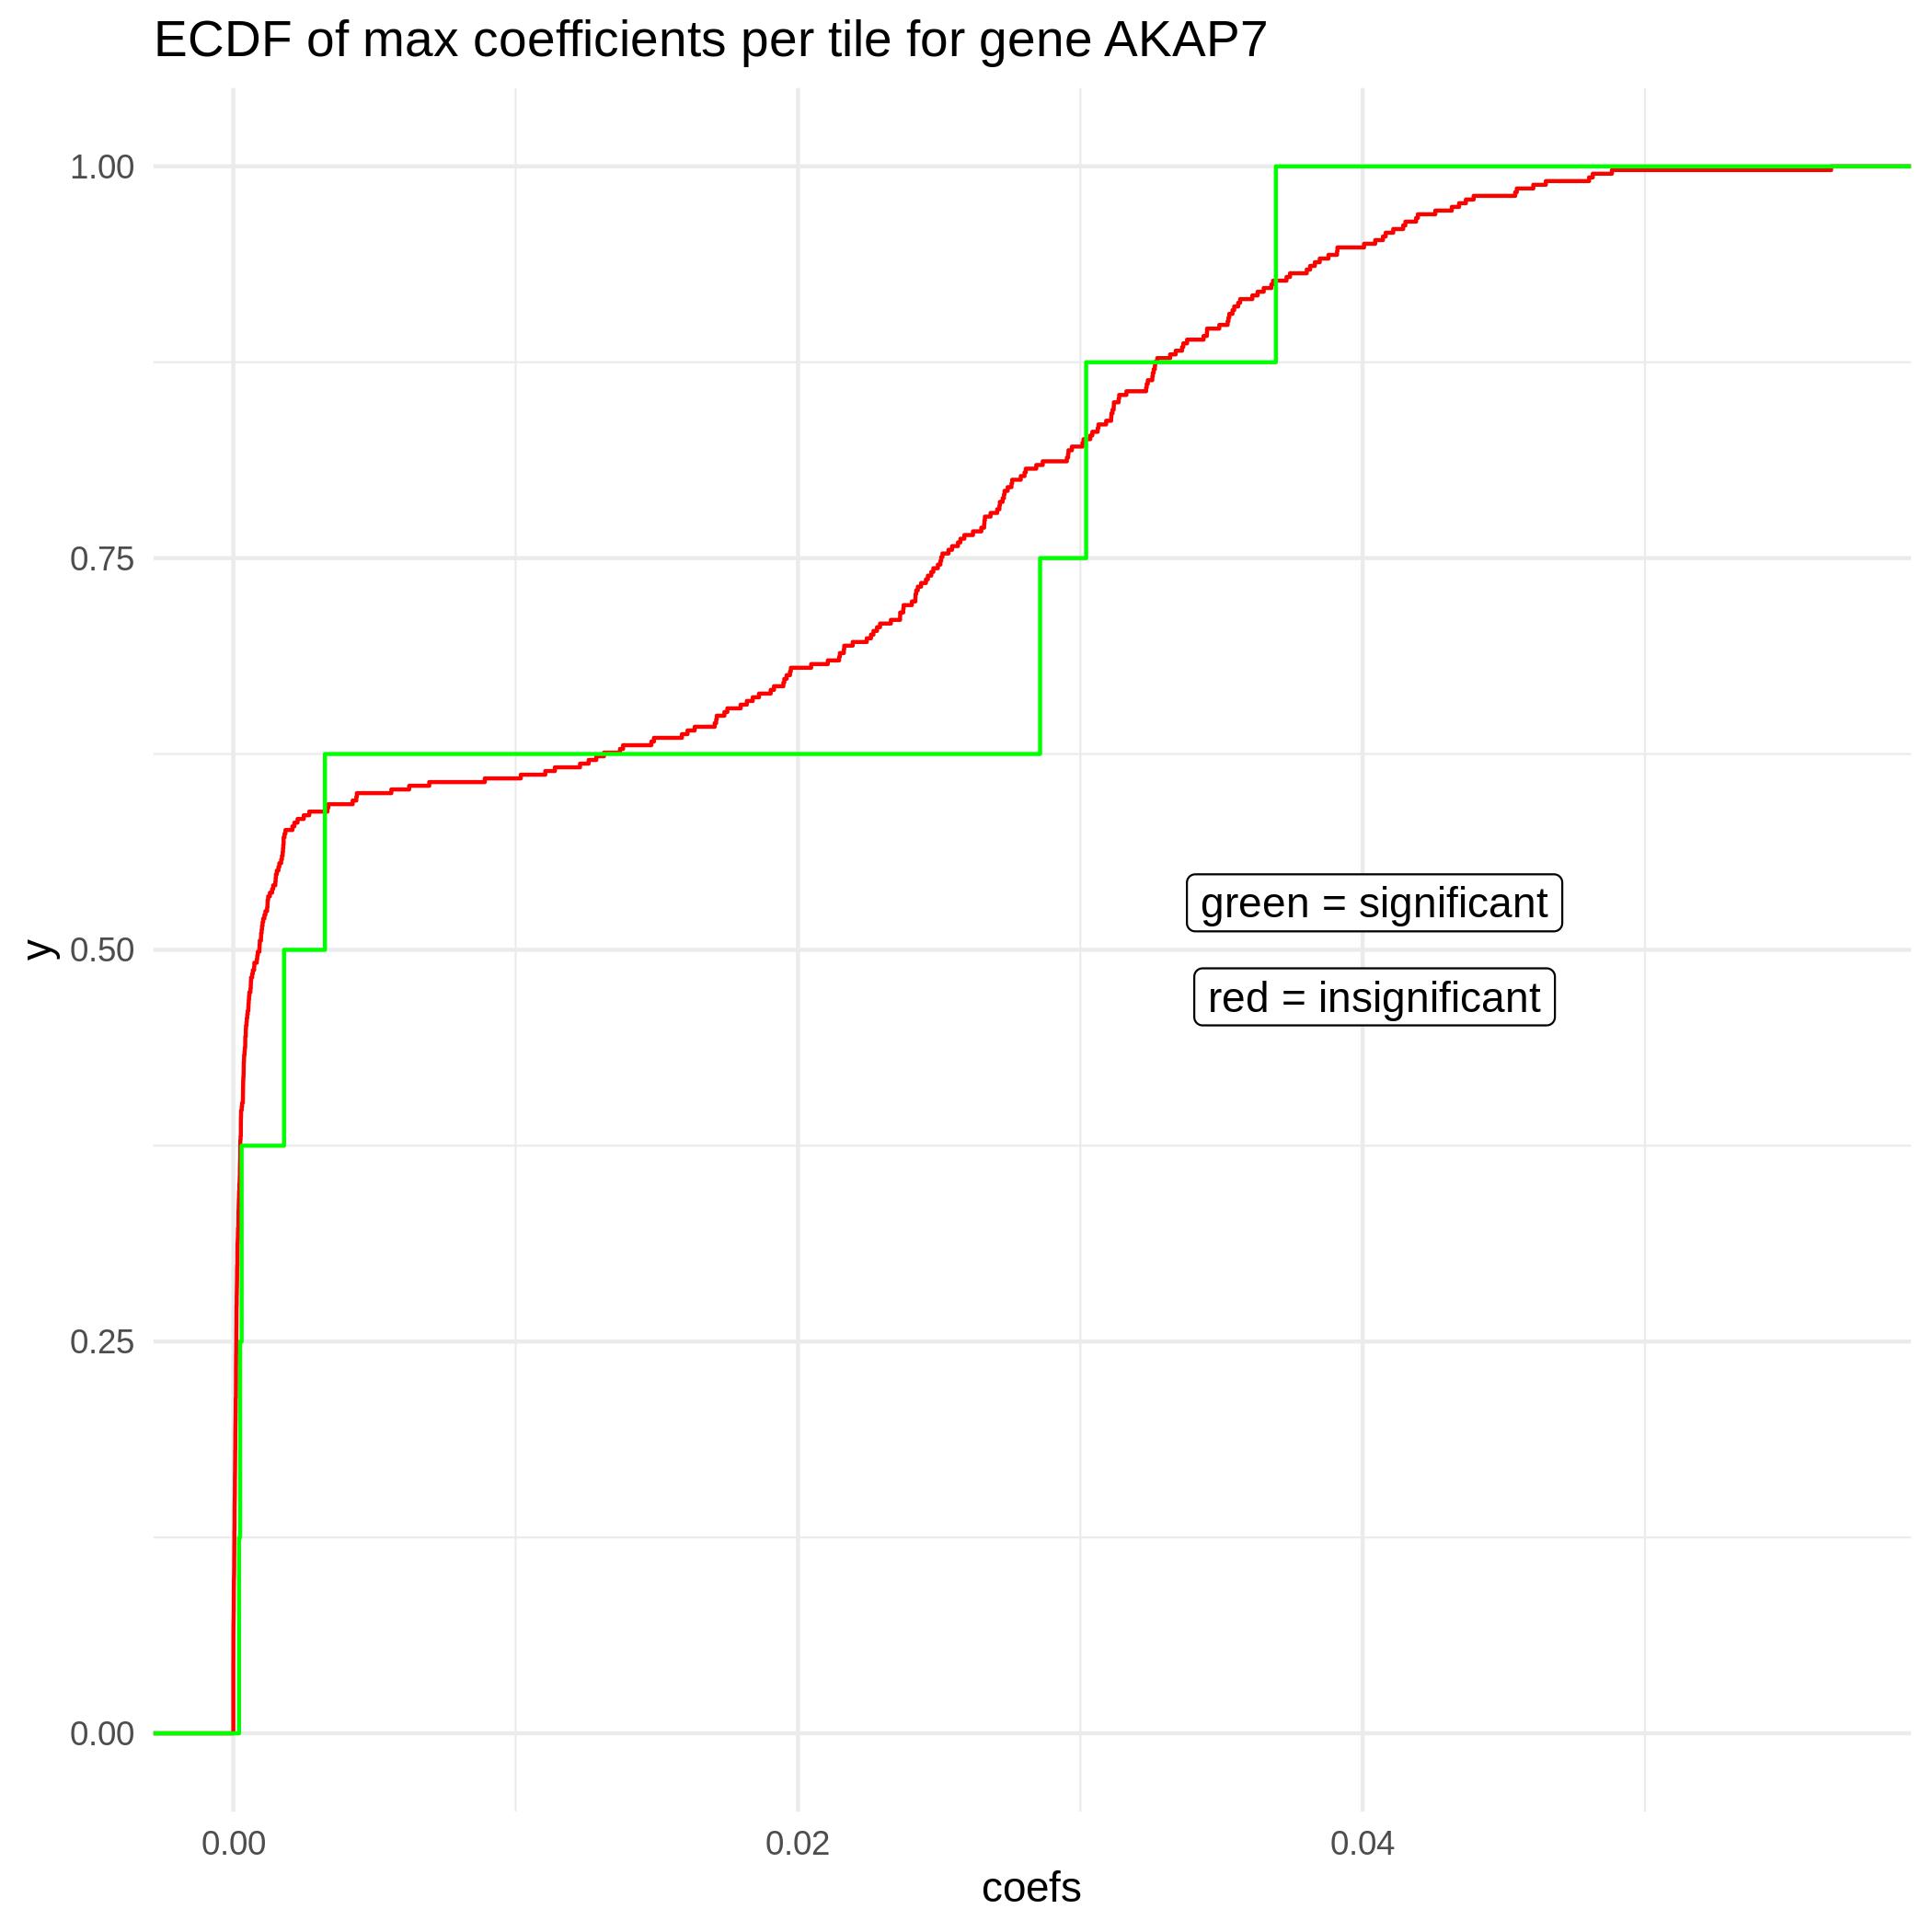 ECDF of max coefficients per tile for gene AKAP7
1.00
0.75
0.50
0.25
0.00
y
green = significant
red = insignificant
0.00 0.02 0.04
coefs